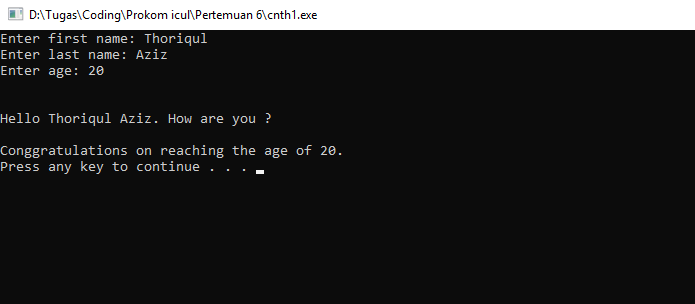 D:\Tugas\Coding\Prokom icul\Pertemuan 6\cnth1.exe
Enter first name: Thoriqul
Enter last name: Aziz
Enter age: 20
Hello Thoriqul Aziz. How are you ?
Conggratulations on reaching the age of 20.
Press any key to continue . . .